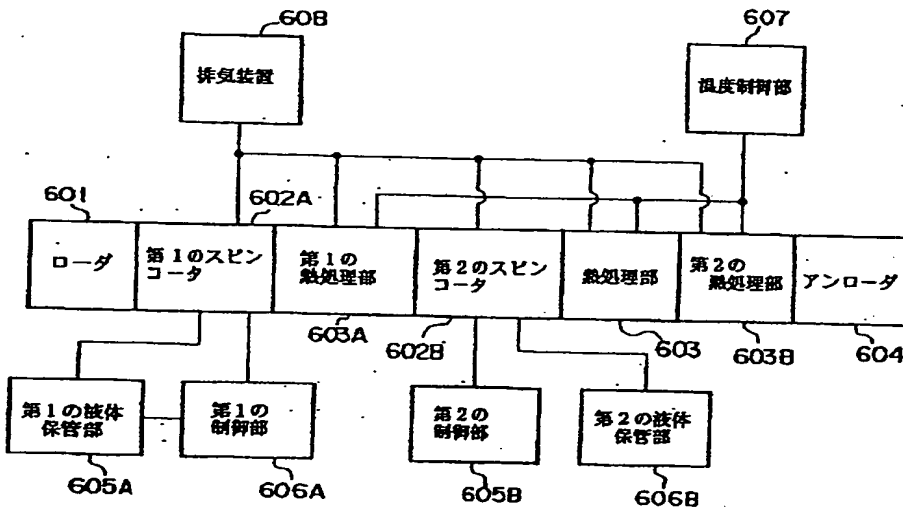 608
607
排気装置
温度制御部
601
602A
ローダ
第1のスピン
コータ
第1の
熱処理部
第2のスピン
コータ
熱処理部
第2の
熱処理部
アンローダ
603A
602B
603
603B
604
第1の液体
保管部
第1の
制御部
第2の
制御部
第2の液体
保管部
605A
606A
605B
606B